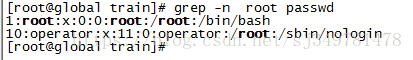 [root@global train]# grep -n  root passwd
1:root:x:0:0:root:/root:/bin/bash
10:operator:x:11:0:operator:/root:/sbin/nologin
[root@global train]#